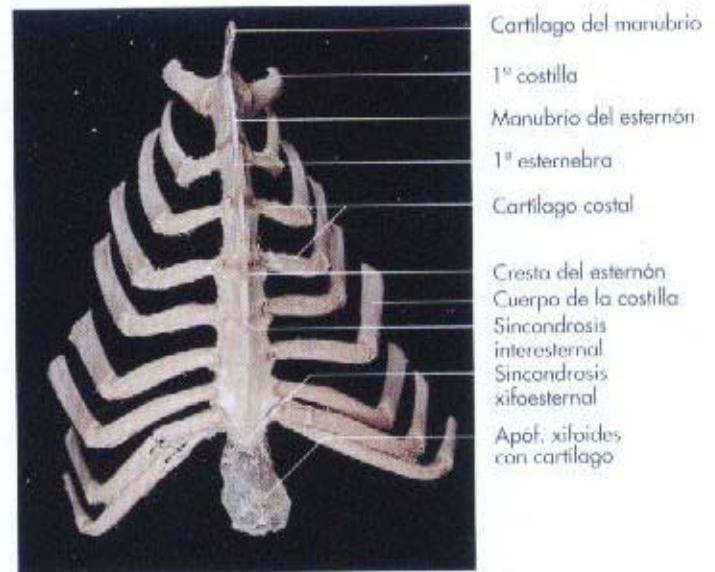 Cartílago del manubrio
1º costilla
Manubrio del esternón
1ª esternebra
Cartílago costal
Cresta del esternón
Cuerpo de la costilla
Sincondrosis
interesternal
Sincondrosis
xifoesternal
Apóf. xifoides
con cartílago